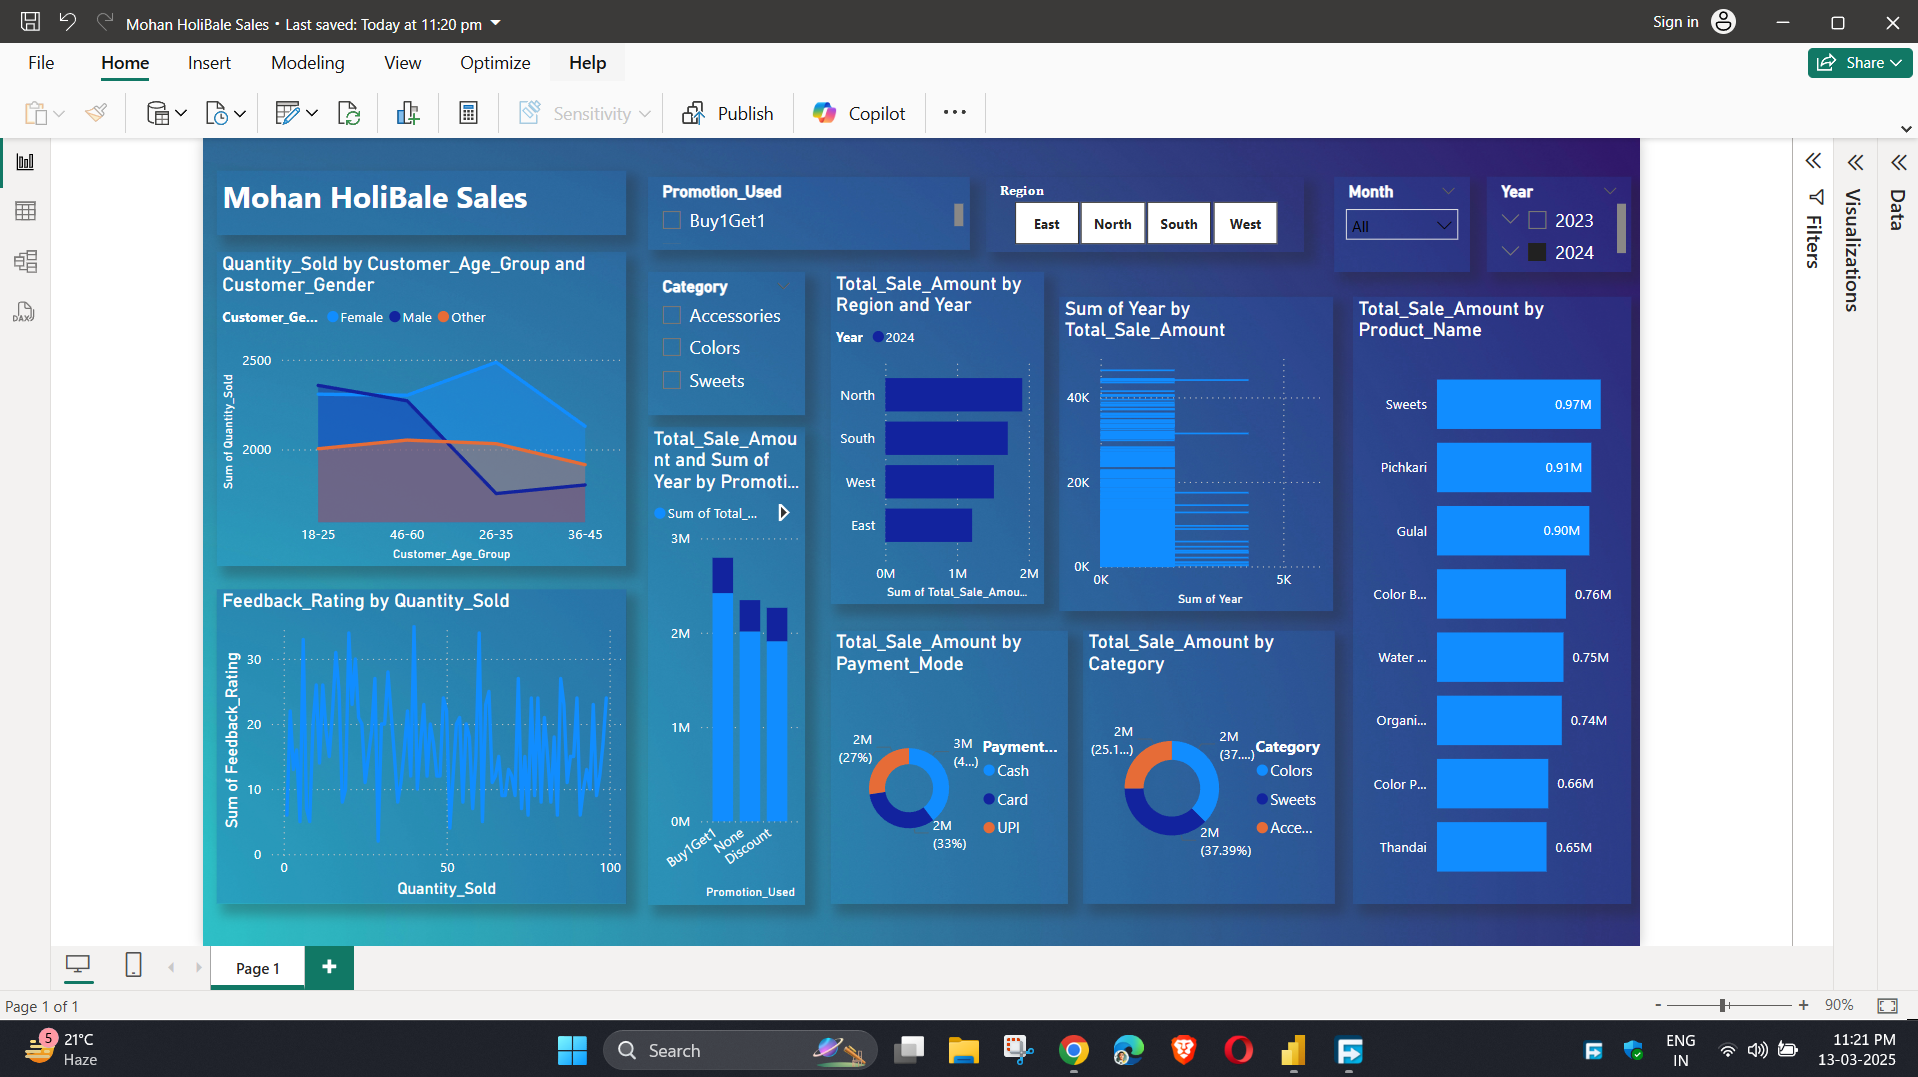 Mohan HoliBale Sales • Last saved: Today at 11:20 pm
Sign in
File Home Insert Modeling View Optimize Help
Share
Sensitivity Publish Copilot ...
Mohan HoliBale Sales
Promotion_Used
Buy1Get1
Region
East North South West
Month
All
Year
2023
2024
Filters
Visualizations
Data
DAX
Quantity_Sold by Customer_Age_Group and
Customer_Gender
Customer_Ge... Female Male Other
Sum of Quantity_Sold
2500
2000
18-25 46-60 26-35 36-45
Customer_Age_Group
Feedback_Rating by Quantity_Sold
Sum of Feedback_Rating
30
20
10
0
0 50 100
Quantity_Sold
Category
Accessories
Colors
Sweets
Total_Sale_Amou
nt and Sum of
Year by Promoti...
Sum of Total_...
3M
2M
1M
0M
Buy1Get1 None Discount
Promotion_Used
Total_Sale_Amount by
Region and Year
Year 2024
North
South
West
East
0M 1M 2M
Sum of Total_Sale_Amou...
Sum of Year by
Total_Sale_Amount
40K
20K
0K
0K 5K
Sum of Year
Total_Sale_Amount by
Payment_Mode
2M
(27%)
3M
(4...)
2M
(33%)
Payment...
Cash
Card
UPI
Total_Sale_Amount by
Category
2M
(25.1...)
2M
(37....)
2M
(37.39%)
Category
Colors
Sweets
Acce...
Total_Sale_Amount by
Product_Name
Sweets 0.97M
Pichkari 0.91M
Gulal 0.90M
Color B... 0.76M
Water ... 0.75M
Organi... 0.74M
Color P... 0.66M
Thandai 0.65M
Page 1 +
Page 1 of 1
- + 90%
5
21°C
Haze
Search
ENG
IN
11:21 PM
13-03-2025